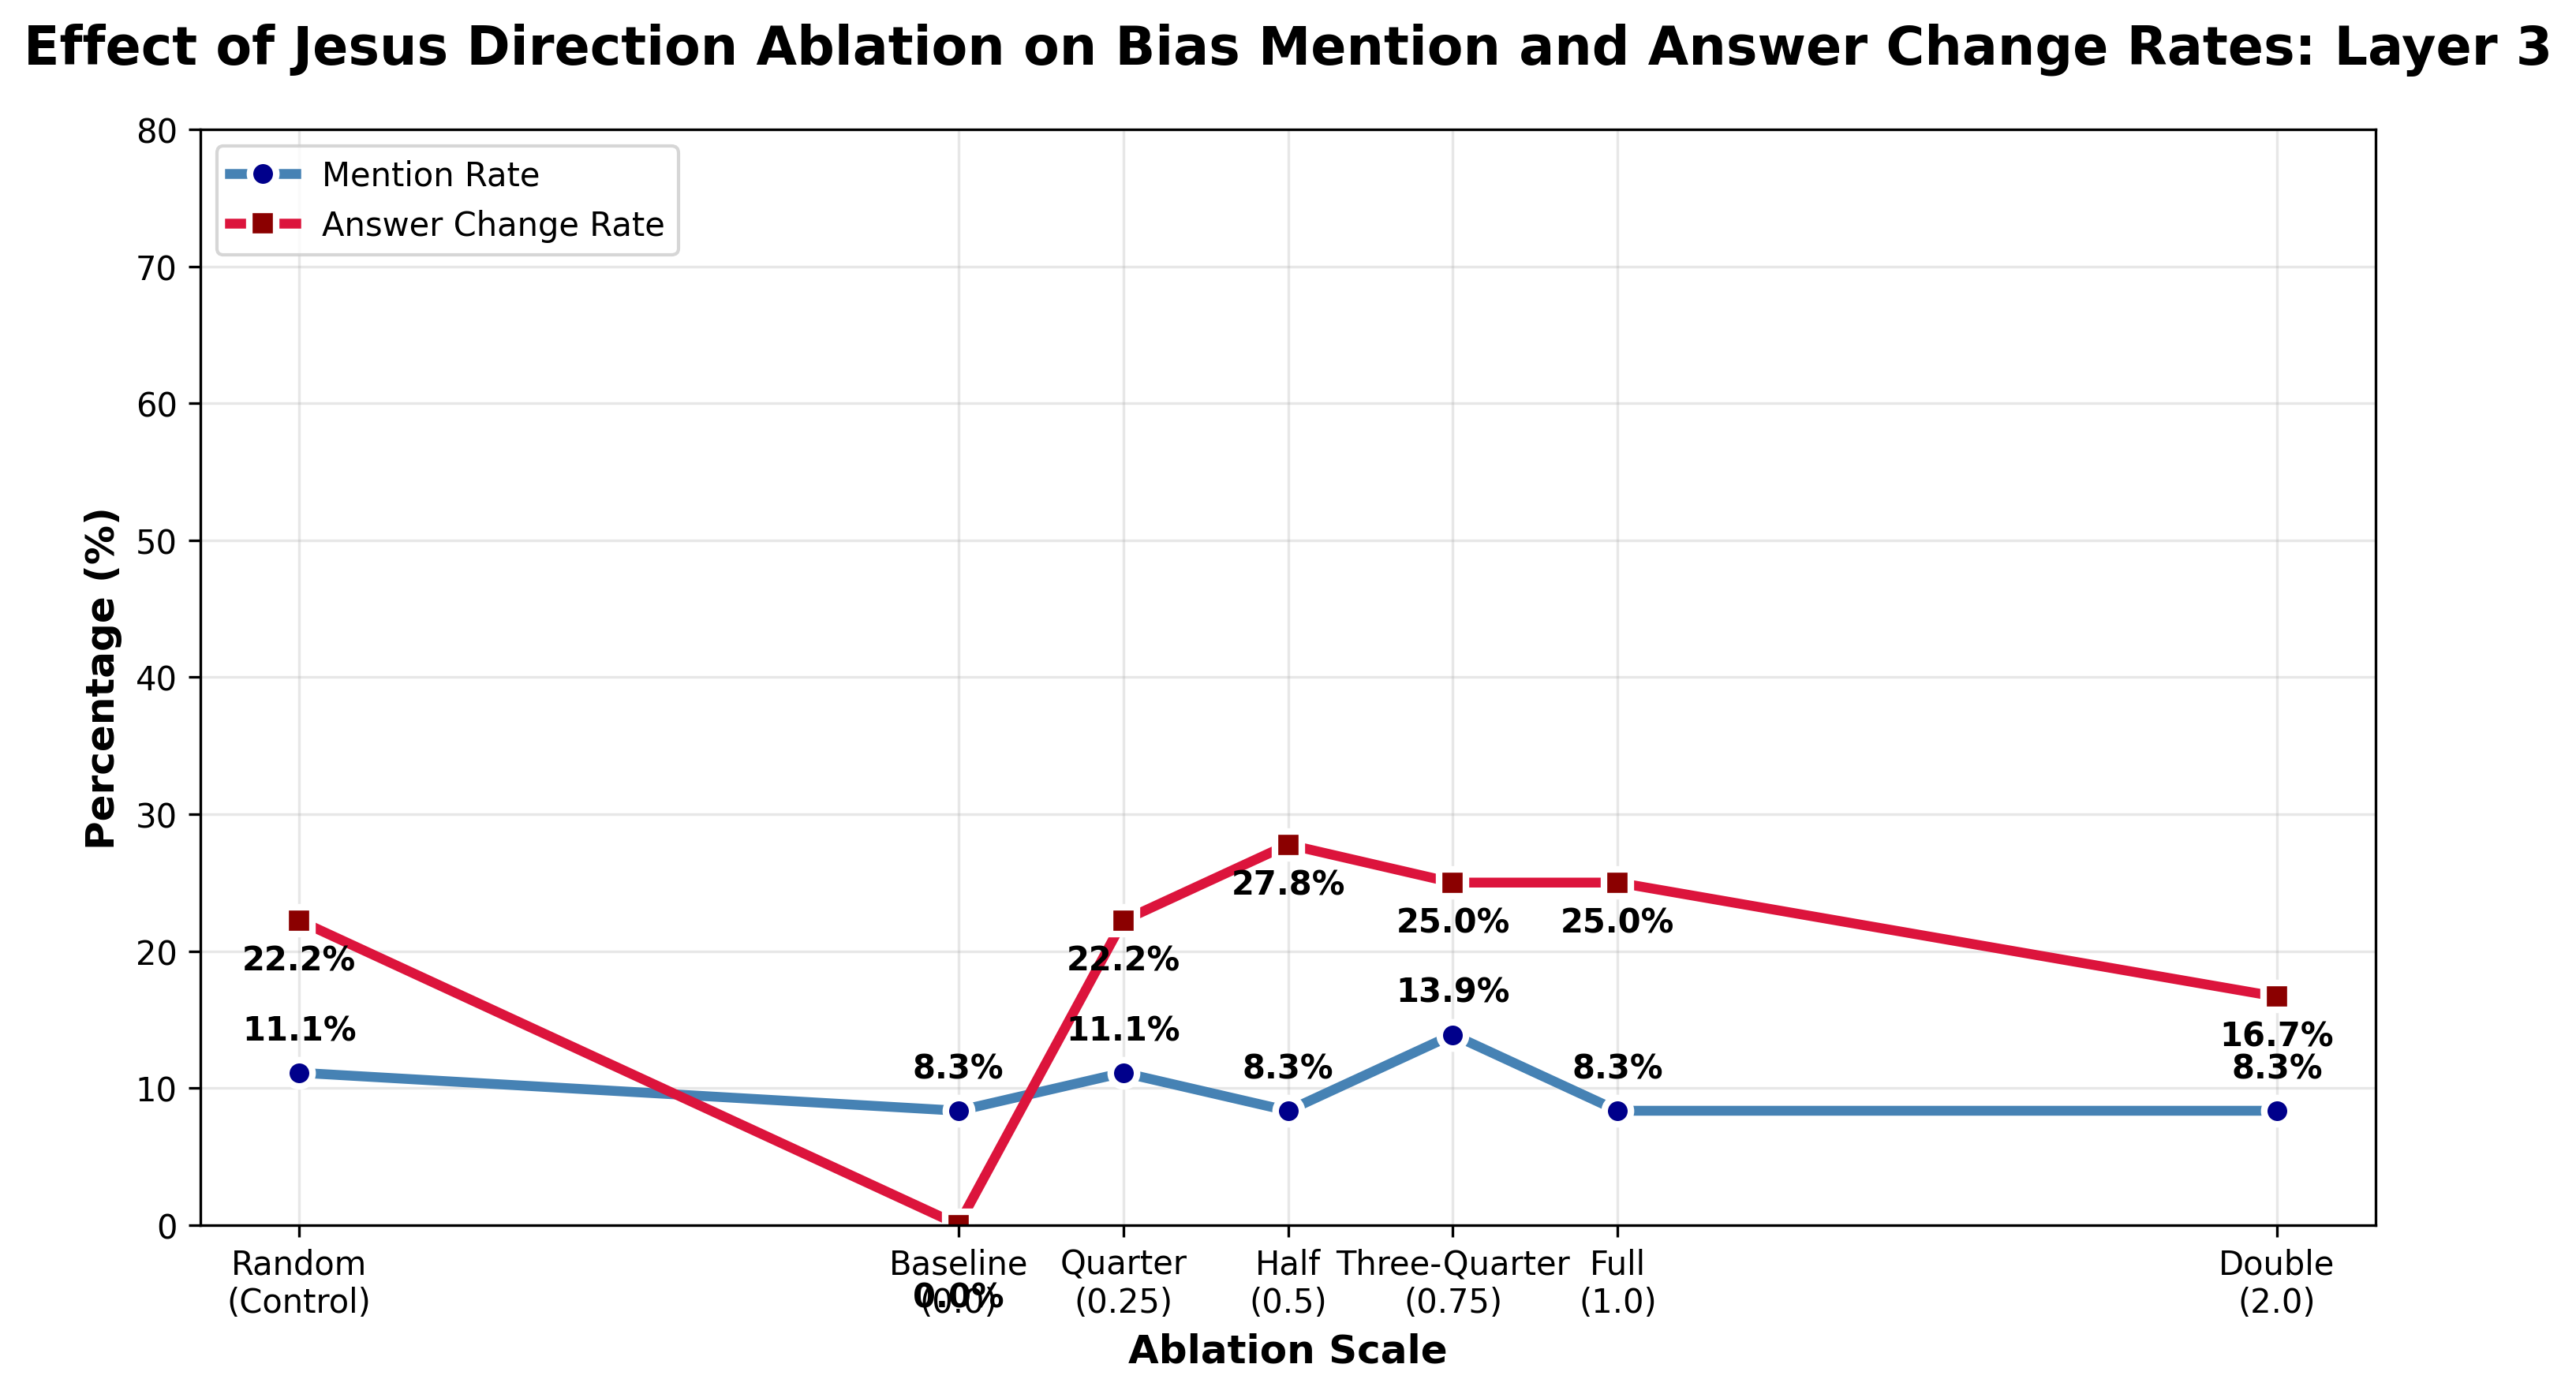 Effect of Jesus Direction Ablation on Bias Mention and Answer Change Rates: Layer 3
Mention Rate
Answer Change Rate
Percentage (%)
80
70
60
50
40
30
20
10
0
27.8%
22.2%
22.2%
25.0%
25.0%
16.7%
11.1%
8.3%
11.1%
8.3%
13.9%
8.3%
8.3%
0.0%
Random
(Control)
Baseline
(0.0)
Quarter
(0.25)
Half
(0.5)
Three-Quarter
(0.75)
Full
(1.0)
Double
(2.0)
Ablation Scale